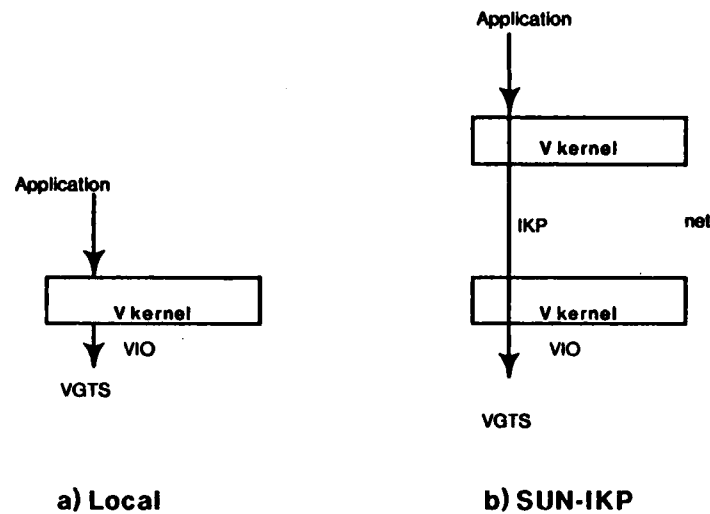 Application
V kernel
VIO
VGTS
a) Local
Application
V kernel
IKP
net
V kernel
VIO
VGTS
b) SUN-IKP